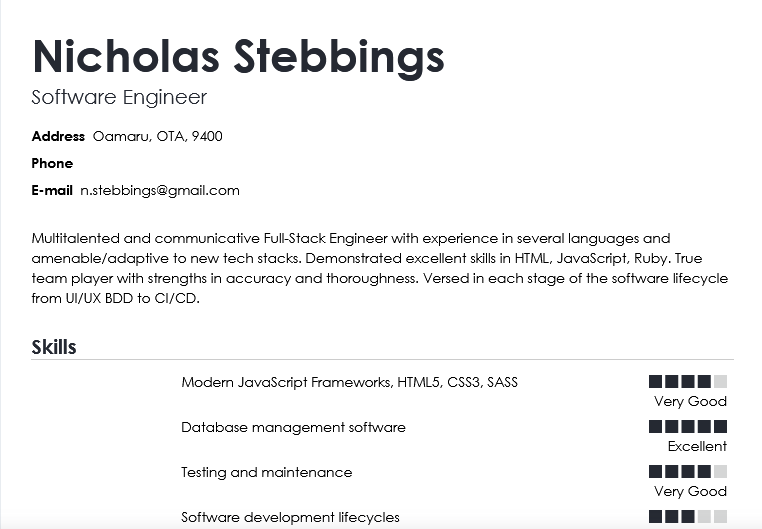 Nicholas Stebbings
Software Engineer
Address Oamaru, OTA, 9400
Phone
E-mail n.stebbings@gmail.com
Multitalented and communicative Full-Stack Engineer with experience in several languages and
amenable/adaptive to new tech stacks. Demonstrated excellent skills in HTML, JavaScript, Ruby. True
team player with strengths in accuracy and thoroughness. Versed in each stage of the software lifecycle
from UI/UX BDD to CI/CD.
Skills
Modern JavaScript Frameworks, HTML5, CSS3, SASS
Very Good
Database management software
Excellent
Testing and maintenance
Very Good
Software development lifecycles